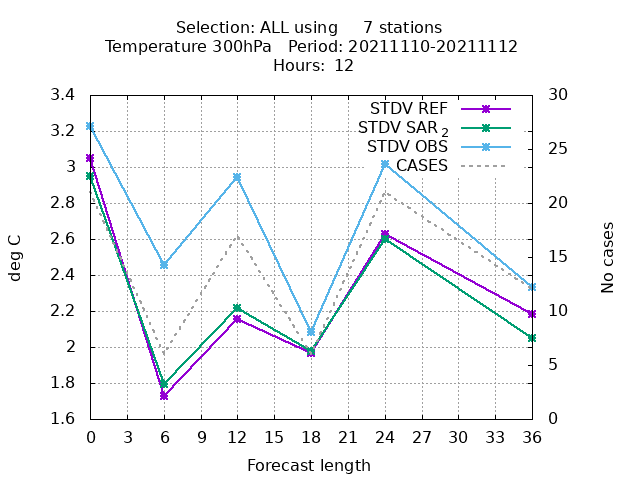 Selection: ALL using     7 stations
Temperature 300hPa   Period: 20211110-20211112
Hours: 12
3.4 30
STDV REF
3.2 STDV SAR2
25
STDV OBS
3 CASES
2.8 20
2.6
15
2.4
2.2 10
2
5
1.8
1.6 0
deg C
No cases
0 3 6 9 12 15 18 21 24 27 30 33 36
Forecast length